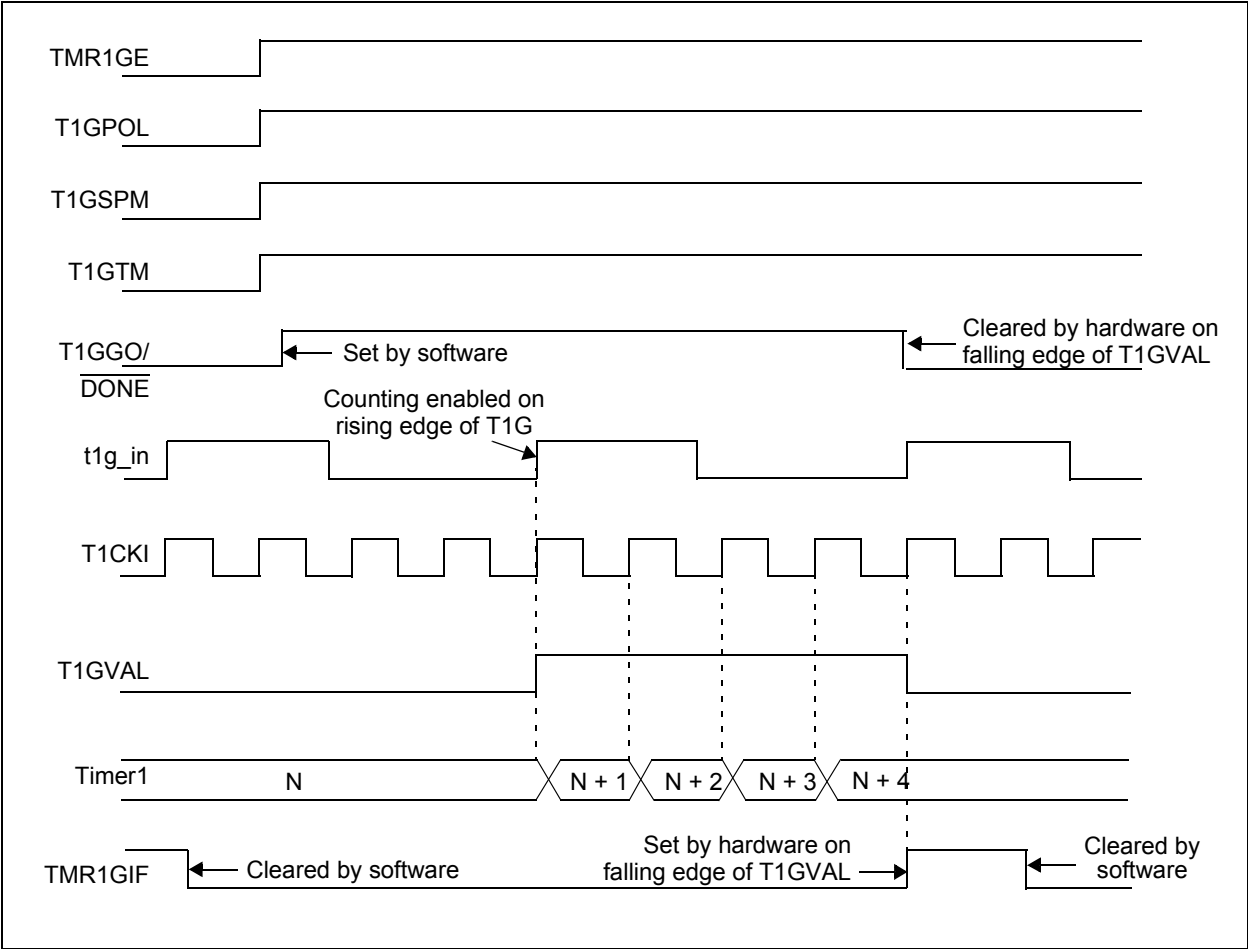 TMR1GE
T1GPOL
T1GSPM
T1GTM
T1GGO/
DONE
Set by software
Cleared by hardware on
falling edge of T1GVAL
Counting enabled on
rising edge of T1G
t1g_in
T1CKI
T1GVAL
Timer1
N
N + 1
N + 2
N + 3
N + 4
TMR1GIF
Cleared by software
Set by hardware on
falling edge of T1GVAL
Cleared by
software